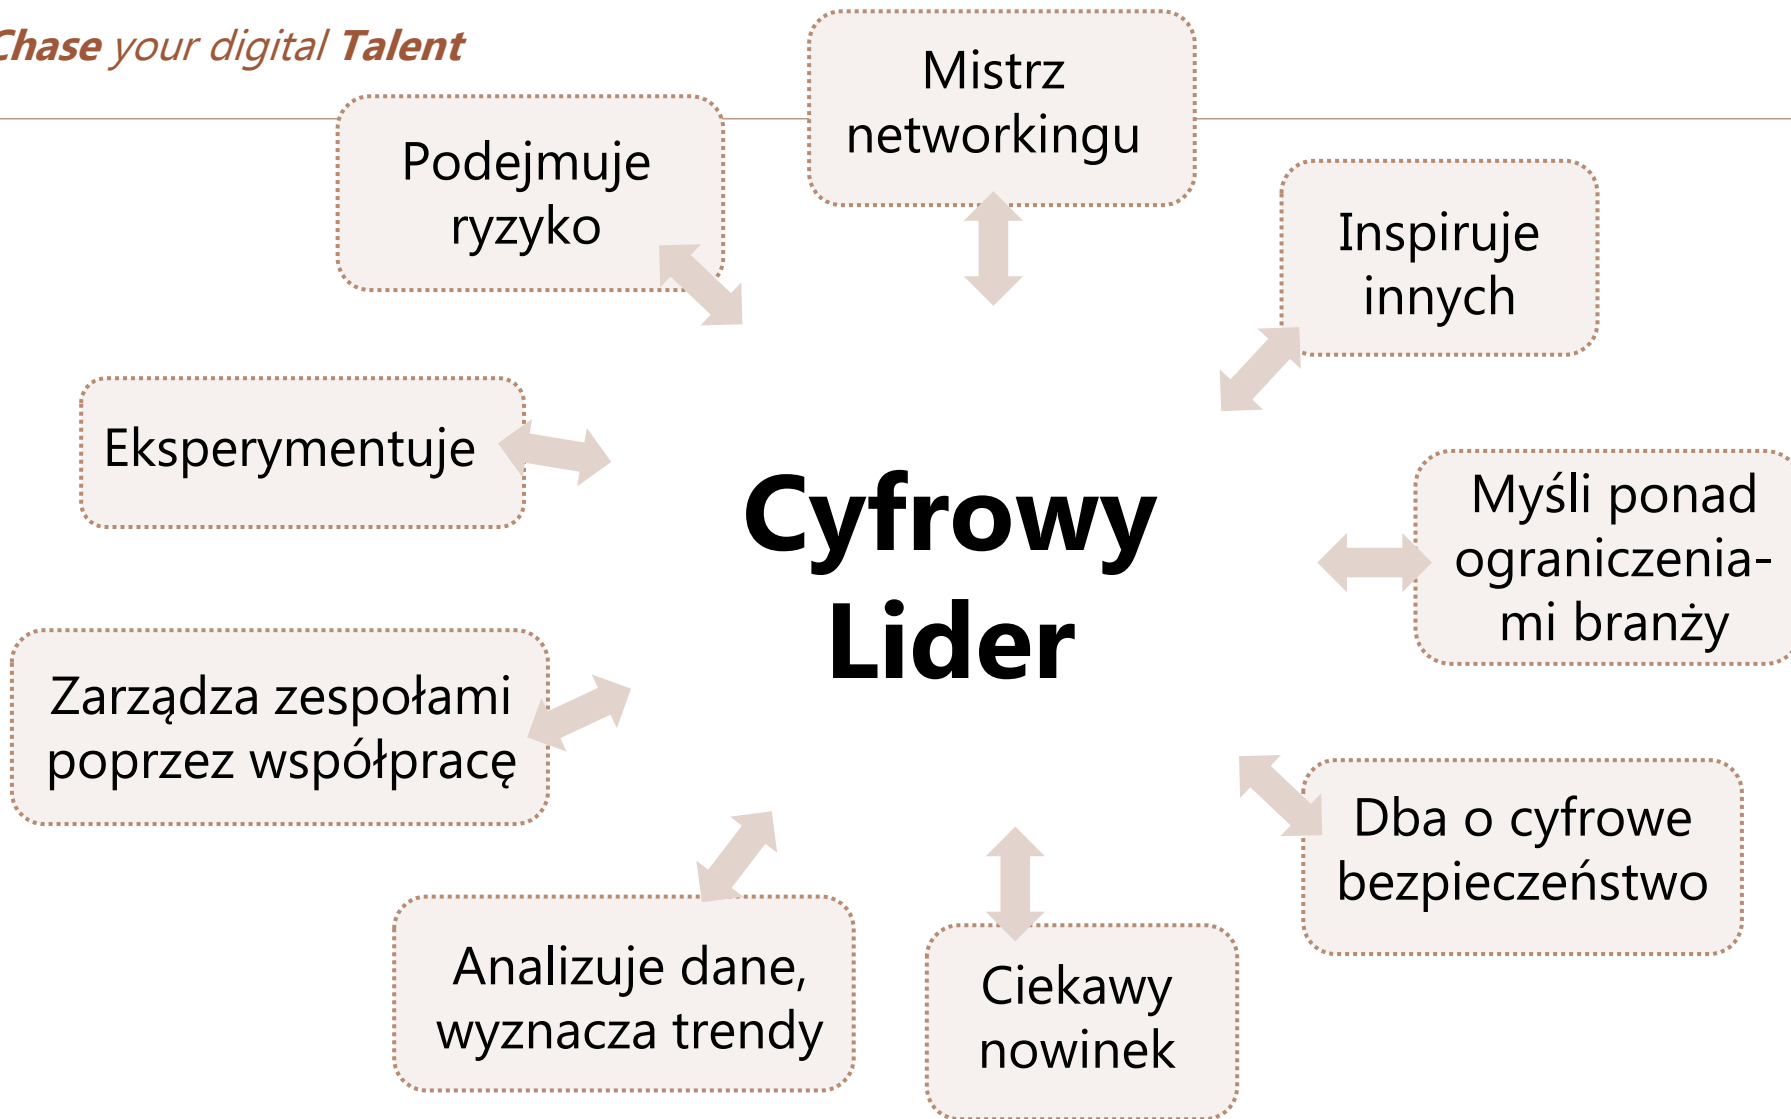 Chase your digital Talent
Mistrz
networkingu
Podejmuje
ryzyko
Inspiruje
innych
Eksperymentuje
Cyfrowy
Lider
Myśli ponad
ograniczenia-
mi branży
Zarządza zespołami
poprzez współpracę
Dba o cyfrowe
bezpieczeństwo
Analizuje dane,
wyznacza trendy
Ciekawy
nowinek